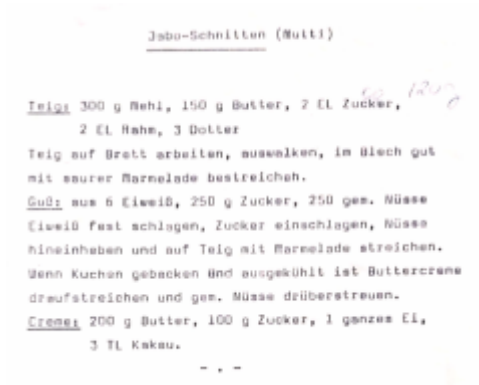 Jabo-Schnitten (Mutti)
Teig: 300 g Mehl, 150 g Butter, 2 EL Zucker,
2 EL Rahm, 3 Dotter
Teig auf Brett arbeiten, auswalken, im Blech gut
mit saurer Marmelade bestreichen.
Guß: aus 6 Eiweiß, 250 g Zucker, 250 gem. Nüsse
Eiweiß fest schlagen, Zucker einschlagen, Nüsse
hineinheben und auf Teig mit Marmelade streichen.
Wenn Kuchen gebacken und ausgekühlt ist Buttercreme
draufstreichen und gem. Nüsse drüberstreuen.
Creme: 200 g Butter, 100 g Zucker, 1 ganzes Ei,
3 TL Kakau.
- . -